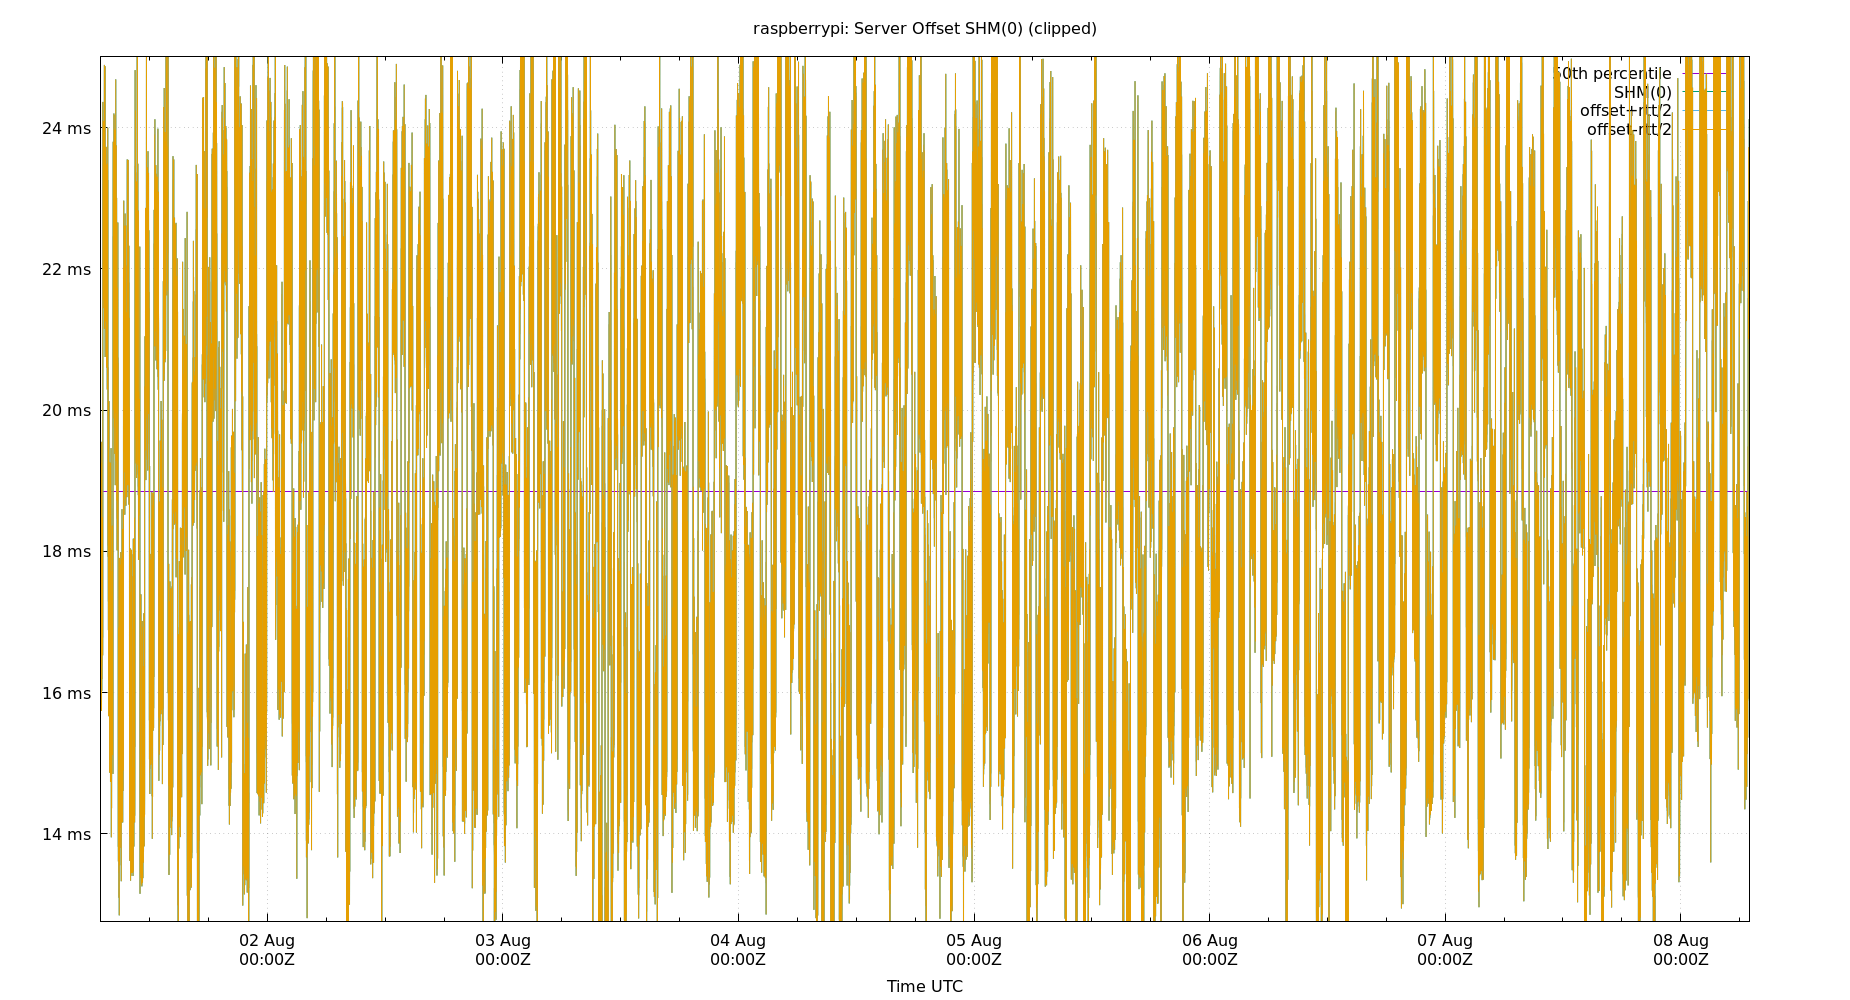 raspberrypi: Server Offset SHM(0) (clipped)
50th percentile
SHM(0)
offset+rtt/2
offset-rtt/2
24 ms
22 ms
20 ms
18 ms
16 ms
14 ms
02 Aug
00:00Z
03 Aug
00:00Z
04 Aug
00:00Z
05 Aug
00:00Z
06 Aug
00:00Z
07 Aug
00:00Z
08 Aug
00:00Z
Time UTC